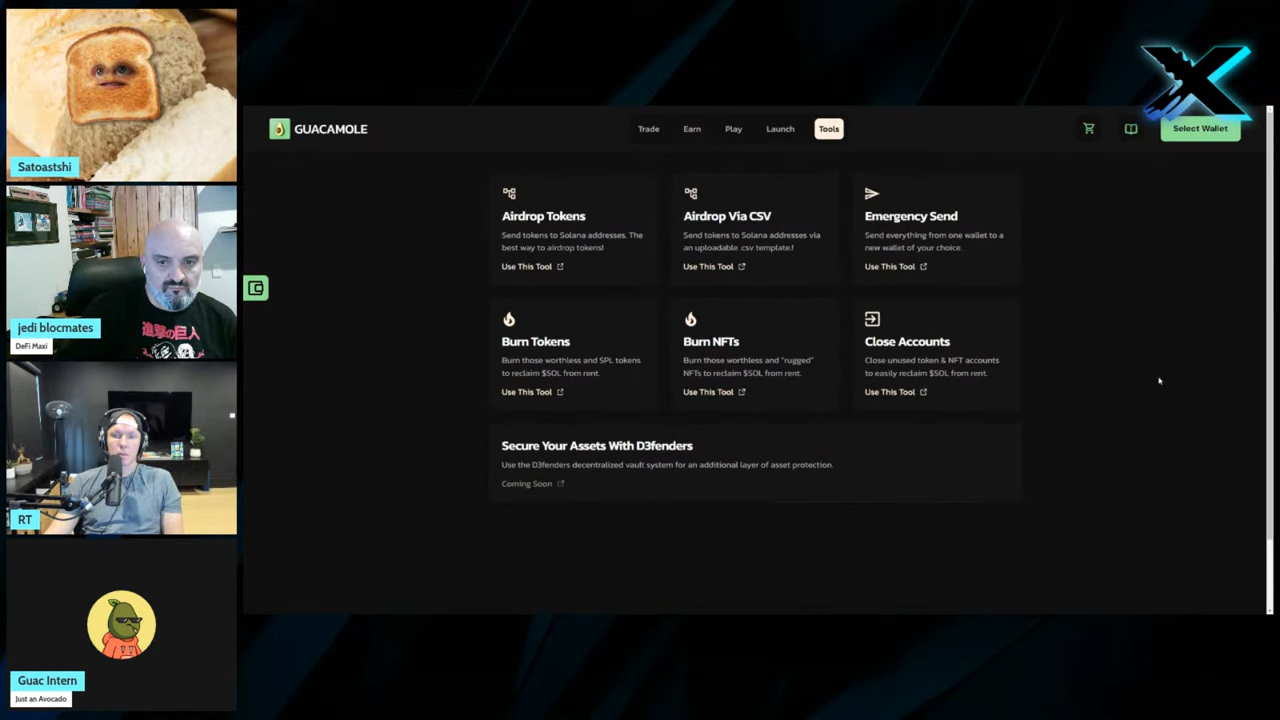 Satoastshi
jedi blocmates
DeFi Maxi
進撃の巨人
RT
Guac Intern
Just an Avocado
X
GUACAMOLE
Trade
Earn
Play
Launch
Tools
Select Wallet
Airdrop Tokens
Send tokens to Solana addresses. The
best way to airdrop tokens!
Use This Tool
Airdrop Via CSV
Send tokens to Solana addresses via
an uploadable .csv template.!
Use This Tool
Emergency Send
Send everything from one wallet to a
new wallet of your choice.
Use This Tool
Burn Tokens
Burn those worthless and SPL tokens
to reclaim $SOL from rent.
Use This Tool
Burn NFTs
Burn those worthless and "rugged"
NFTs to reclaim $SOL from rent.
Use This Tool
Close Accounts
Close unused token & NFT accounts
to easily reclaim $SOL from rent.
Use This Tool
Secure Your Assets With D3fenders
Use the D3fenders decentralized vault system for an additional layer of asset protection.
Coming Soon